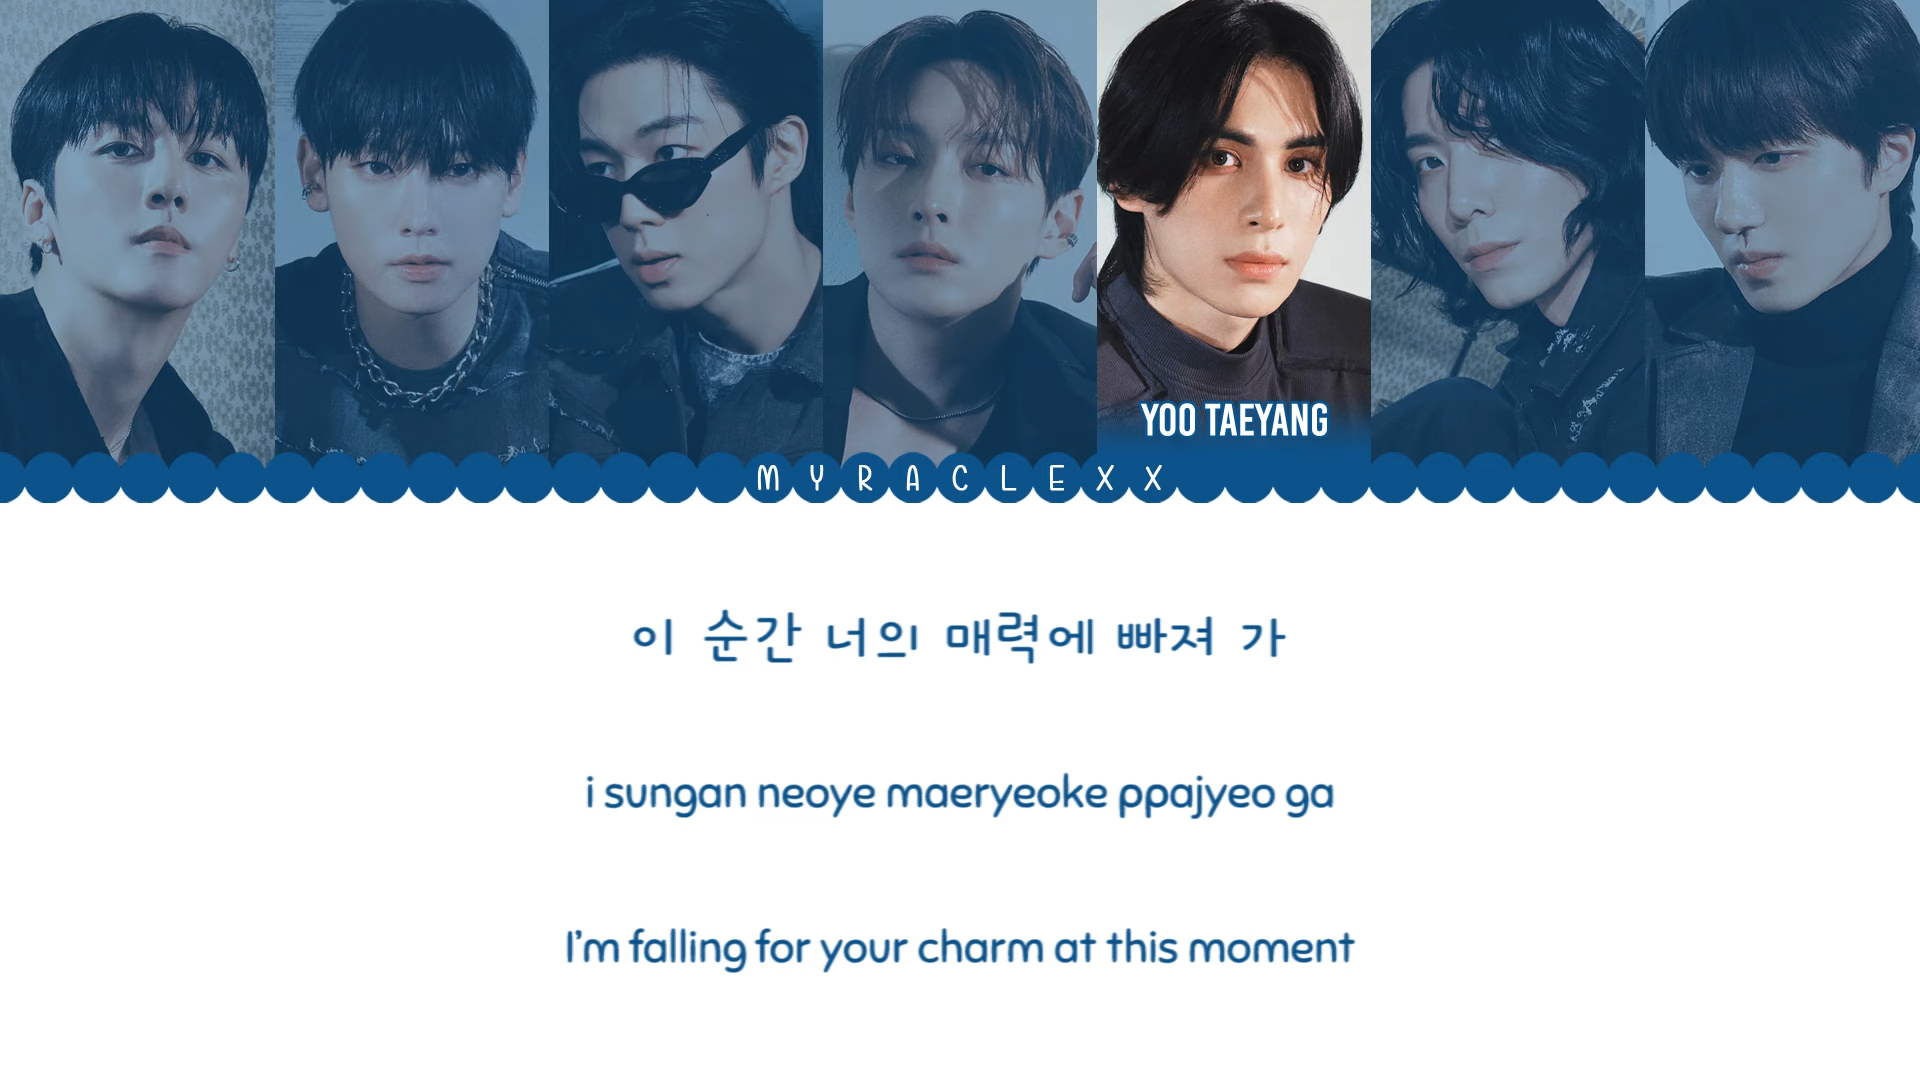 YOO TAEYANG
MYRACLEXX
이 순간 너의 매력에 빠져 가
i sungan neoye maeryeoke ppajyeo ga
I'm falling for your charm at this moment